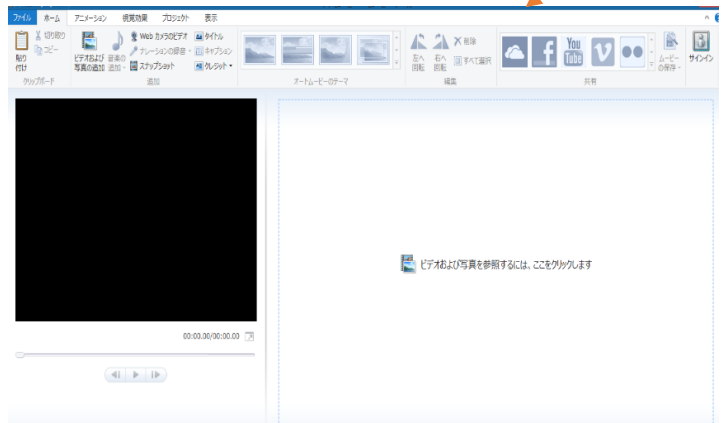 ファイル ホーム アニメーション 視覚効果 プロジェクト 表示
貼り
付け
切り取り
コピー
クリップボード
ビデオおよび
写真の追加
音楽の
追加
Web カメラのビデオ
ナレーションの録音
スナップショット
タイトル
キャプション
クレジット
追加
オートムービーのテーマ
左へ
回転
右へ
回転
削除
すべて選択
編集
You
Tube
ムービー
の保存
共有
サインイン
00:00.00/00:00.00
ビデオおよび写真を参照するには、ここをクリックします